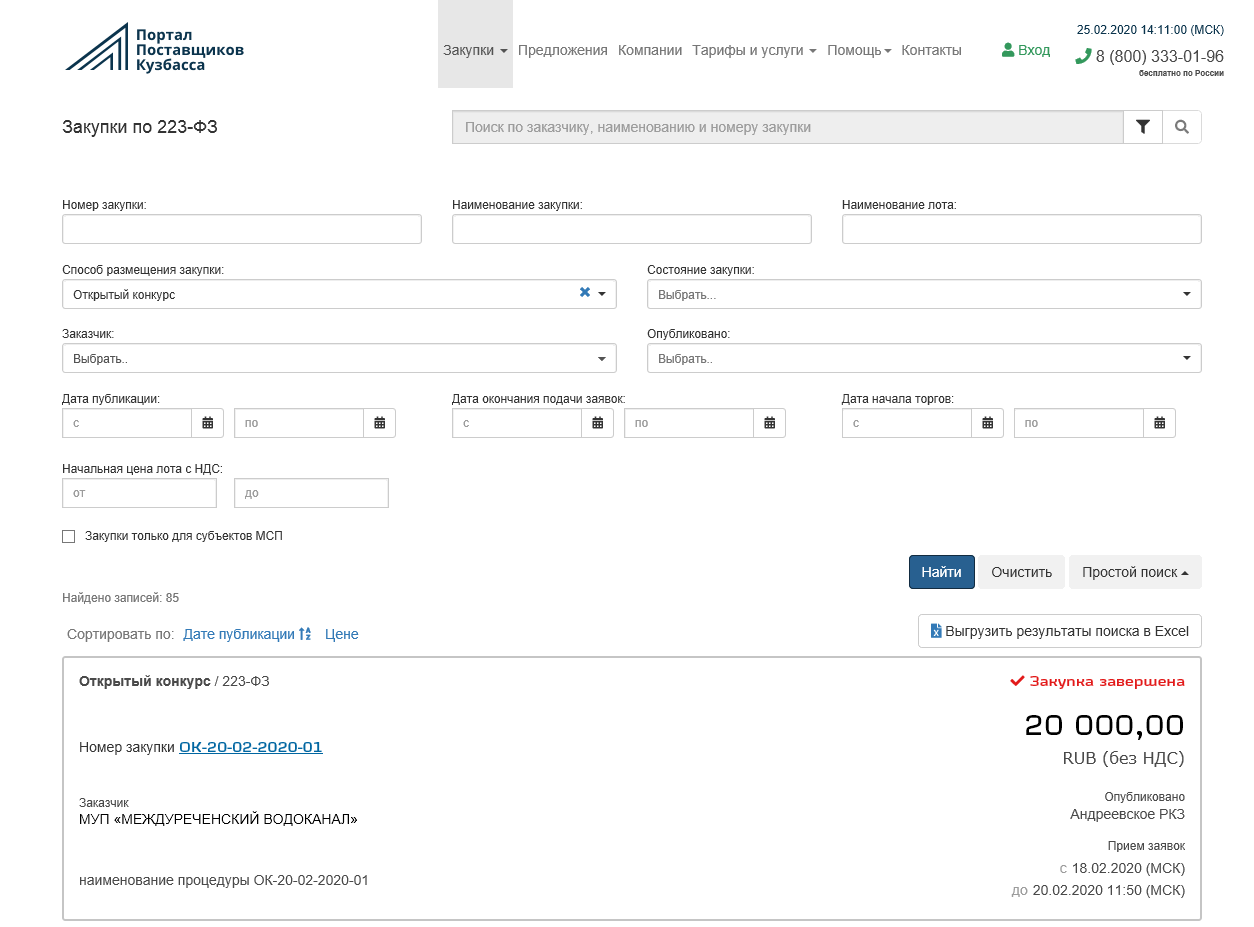 Портал
Поставщиков
Кузбасса
Закупки Предложения Компании Тарифы и услуги Помощь Контакты Вход
25.02.2020 14:11:00 (МСК)
8 (800) 333-01-96
бесплатно по России
Закупки по 223-ФЗ
Поиск по заказчику, наименованию и номеру закупки
Номер закупки: Наименование закупки: Наименование лота:
Способ размещения закупки: Состояние закупки:
Открытый конкурс Выбрать...
Заказчик: Опубликовано:
Выбрать.. Выбрать..
Дата публикации: Дата окончания подачи заявок: Дата начала торгов:
с по с по с по
Начальная цена лота с НДС:
от до
Закупки только для субъектов МСП
Найти Очистить Простой поиск
Найдено записей: 85
Сортировать по: Дате публикации Цене
Выгрузить результаты поиска в Excel
Открытый конкурс / 223-ФЗ
Закупка завершена
20 000,00
RUB (без НДС)
Номер закупки ОК-20-02-2020-01
Заказчик
МУП «МЕЖДУРЕЧЕНСКИЙ ВОДОКАНАЛ»
Опубликовано
Андреевское РКЗ
Прием заявок
с 18.02.2020 (МСК)
до 20.02.2020 11:50 (МСК)
наименование процедуры ОК-20-02-2020-01